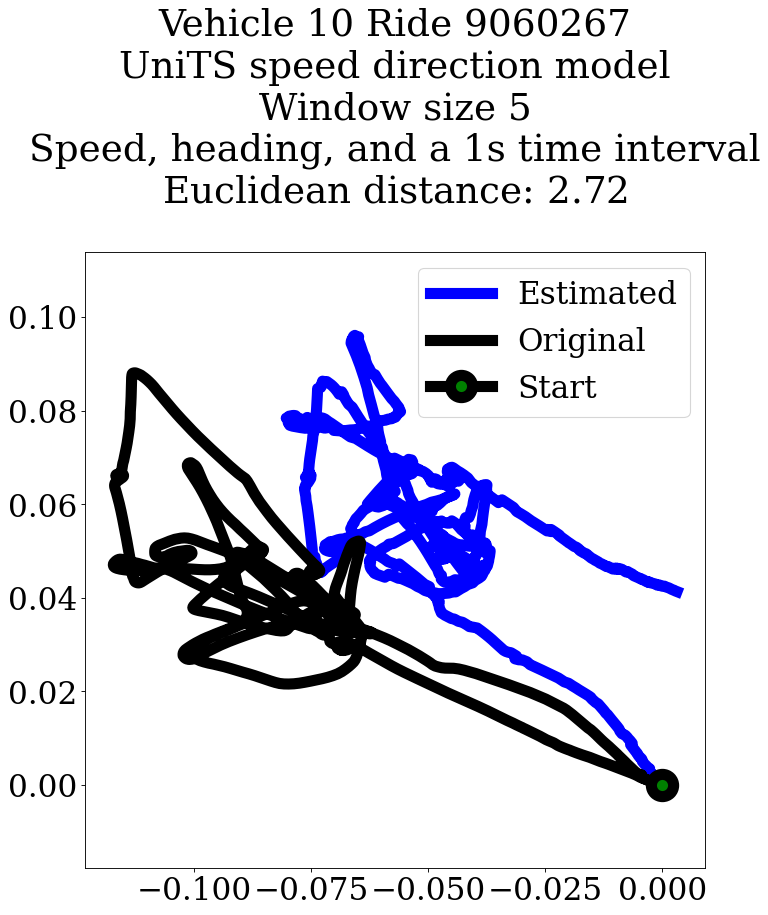 Vehicle 10 Ride 9060267
UniTS speed direction model
Window size 5
Speed, heading, and a 1s time interval
Euclidean distance: 2.72
Estimated
Original
Start
0.10
0.08
0.06
0.04
0.02
0.00
−0.100 −0.075 −0.050 −0.025 0.000